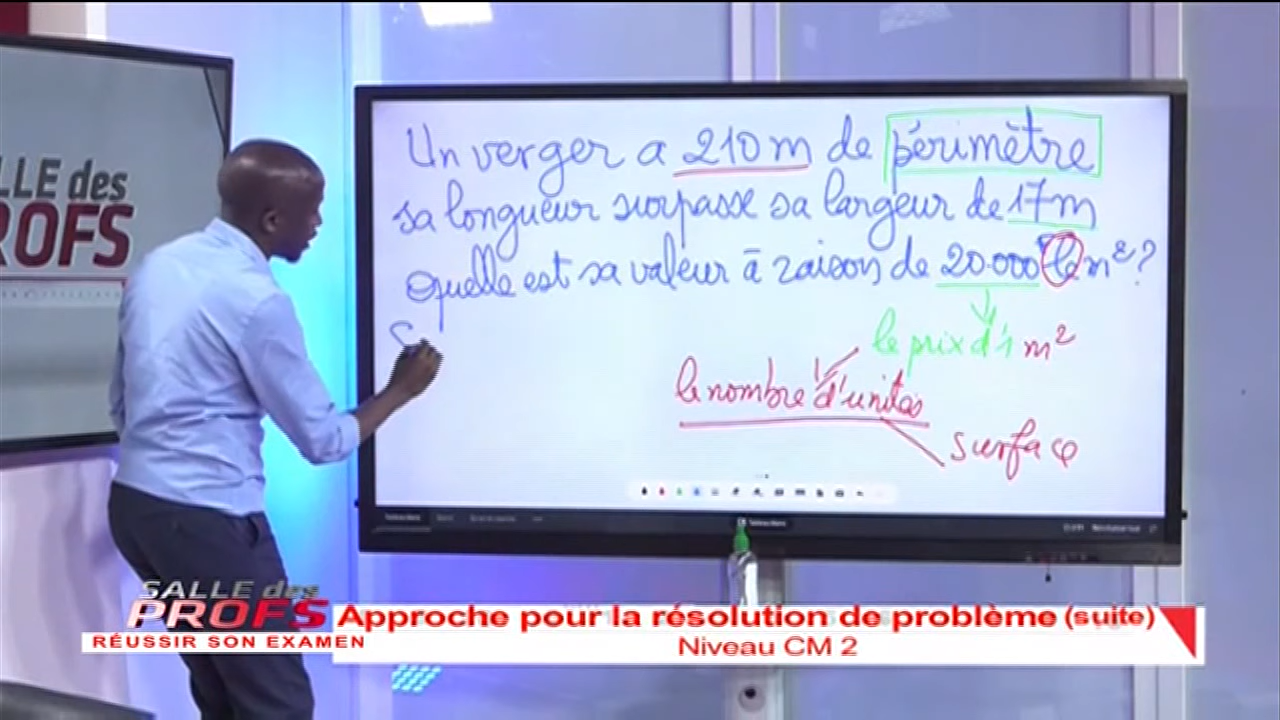 LLE des
PROFS
Un verger a 210 m de périmètre
sa longueur surpasse sa largeur de 17m
Quelle est sa valeur à raison de 20.000 le m² ?
S
le prix d'1 m²
le nombre d'unités
surface
SALLE des
PROFS
RÉUSSIR SON EXAMEN
Approche pour la résolution de problème (suite)
Niveau CM 2